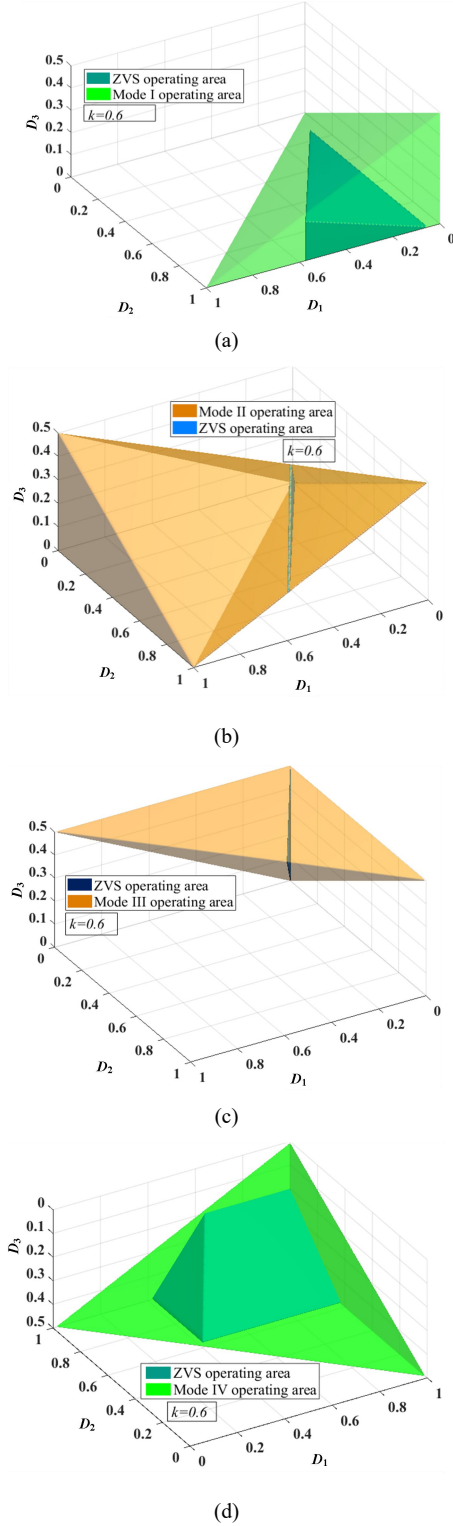 0.5
0.4
0.3
0.2
0.1
0
D3
ZVS operating area
Mode I operating area
k=0.6
0.2
0.4
0.6
0.8
1
D2
1
0.8
0.6
0.4
0.2
0
D1
(a)
0.5
0.4
0.3
0.2
0.1
0
D3
Mode II operating area
ZVS operating area
k=0.6
0.2
0.4
0.6
0.8
1
D2
1
0.8
0.6
0.4
0.2
0
D1
(b)
0.5
0.4
0.3
0.2
0.1
0
D3
ZVS operating area
Mode III operating area
k=0.6
0.2
0.4
0.6
0.8
1
D2
1
0.8
0.6
0.4
0.2
0
D1
(c)
0
0.1
0.2
0.3
0.4
0.5
D3
1
0.8
0.6
0.4
0.2
0
D2
ZVS operating area
Mode IV operating area
k=0.6
0
0.2
0.4
0.6
0.8
1
D1
(d)